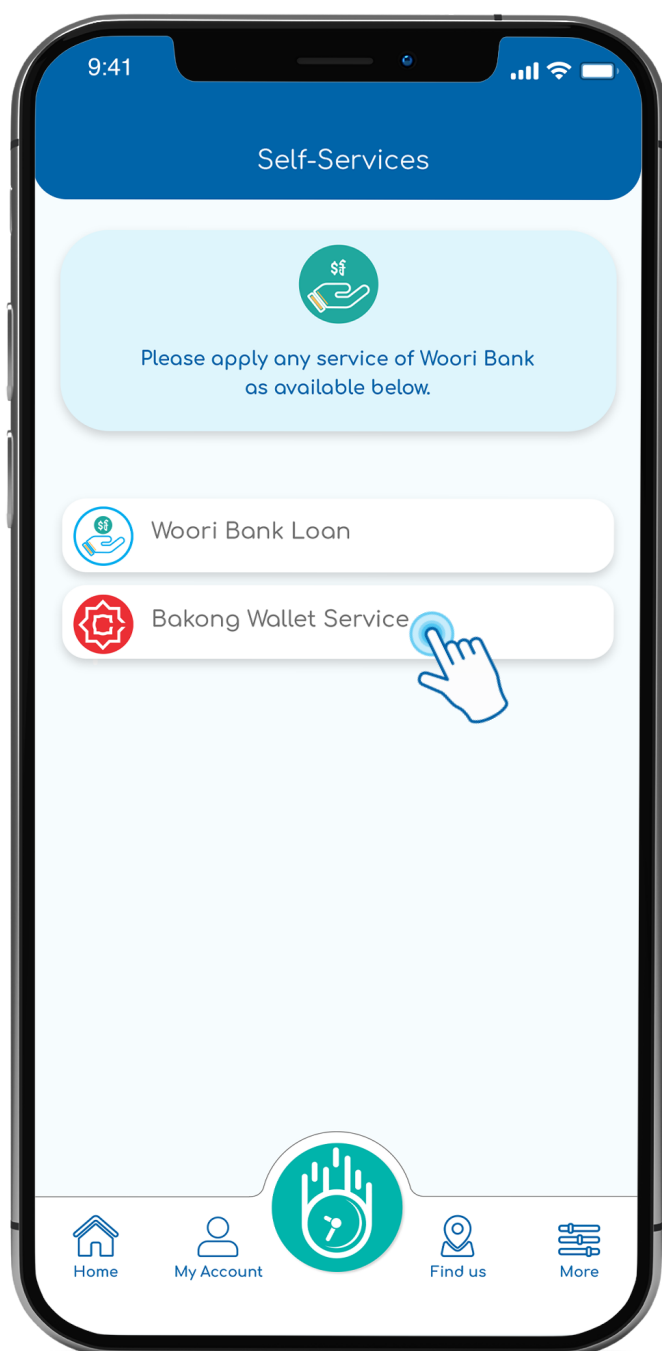 9:41
Self-Services
$៛
Please apply any service of Woori Bank
as available below.
$៛
Woori Bank Loan
Bakong Wallet Service
Home
My Account
Find us
More